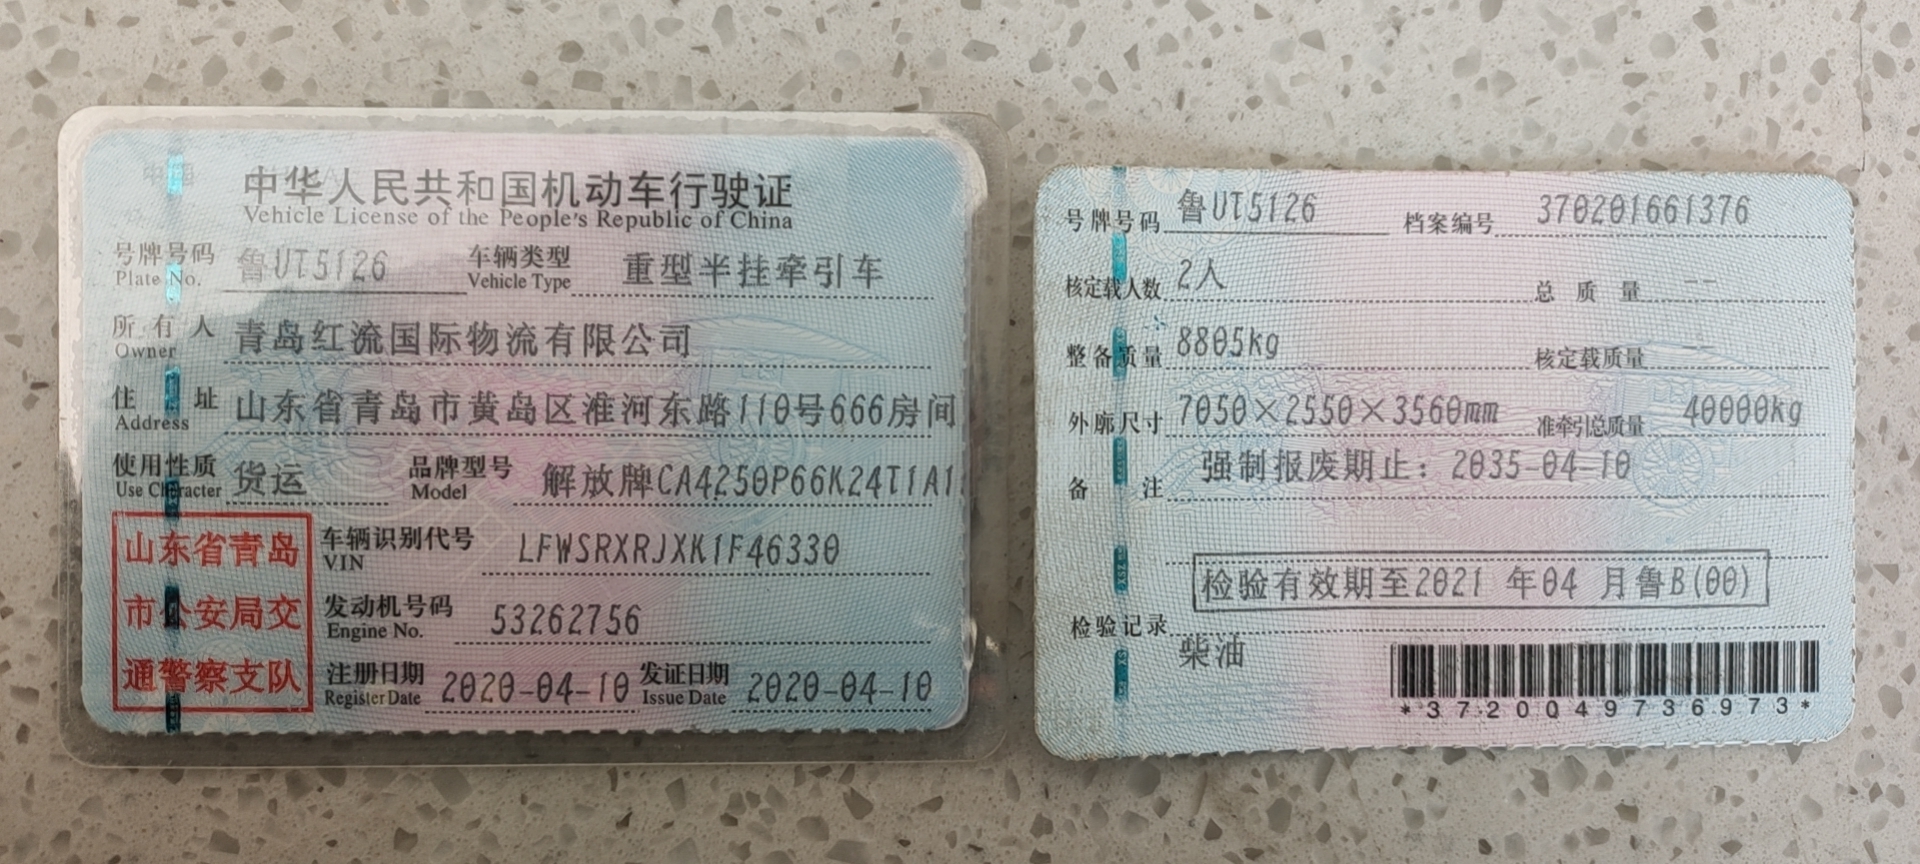 中华人民共和国机动车行驶证
Vehicle License of the People's Republic of China
号牌号码 鲁UT5126 车辆类型 重型半挂牵引车
Plate No. Vehicle Type
所有人 青岛红流国际物流有限公司
Owner
住址 山东省青岛市黄岛区淮河东路110号666房间
Address
使用性质 货运 品牌型号 解放牌CA4250P66K24T1A1
Use Character Model
山东省青岛
市公安局交
通警察支队
车辆识别代号 LFWSRXRJXK1F46330
VIN
发动机号码 53262756
Engine No.
注册日期 2020-04-10 发证日期 2020-04-10
Register Date Issue Date
号牌号码 鲁UT5126 档案编号 370201661376
核定载人数 2人 总质量 --
整备质量 8805kg 核定载质量 --
外廓尺寸 7050×2550×3560mm 准牵引总质量 40000kg
备注 强制报废期止：2035-04-10
检验有效期至2021 年04 月鲁B(00)
检验记录
柴油
*3720049736973*